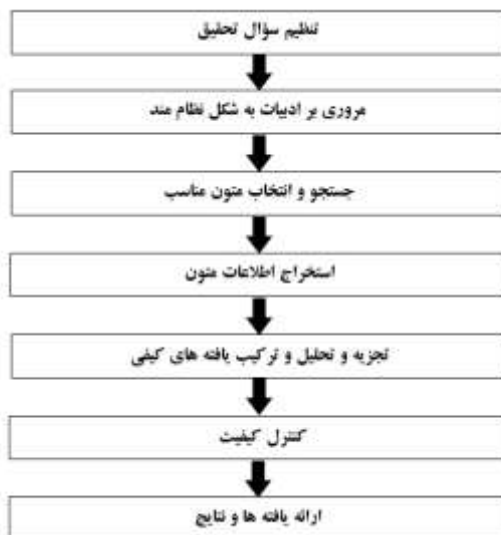 تنظیم سؤال تحقیق
مروری بر ادبیات به شکل نظام مند
جستجو و انتخاب متون مناسب
استخراج اطلاعات متون
تجزیه و تحلیل و ترکیب یافته های کیفی
کنترل کیفیت
ارائه یافته ها و نتایج